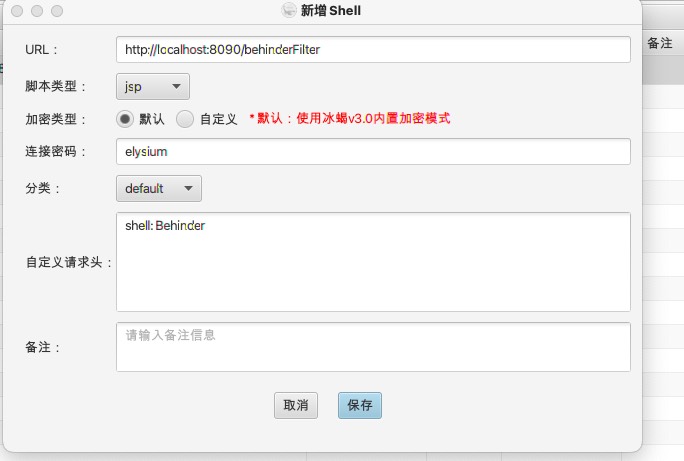 新增 Shell
备注
URL： http://localhost:8090/behinderFilter
脚本类型： jsp
加密类型： 默认 自定义 * 默认：使用冰蝎v3.0内置加密模式
连接密码： elysium
分类： default
自定义请求头： shell: Behinder
备注： 请输入备注信息
取消 保存